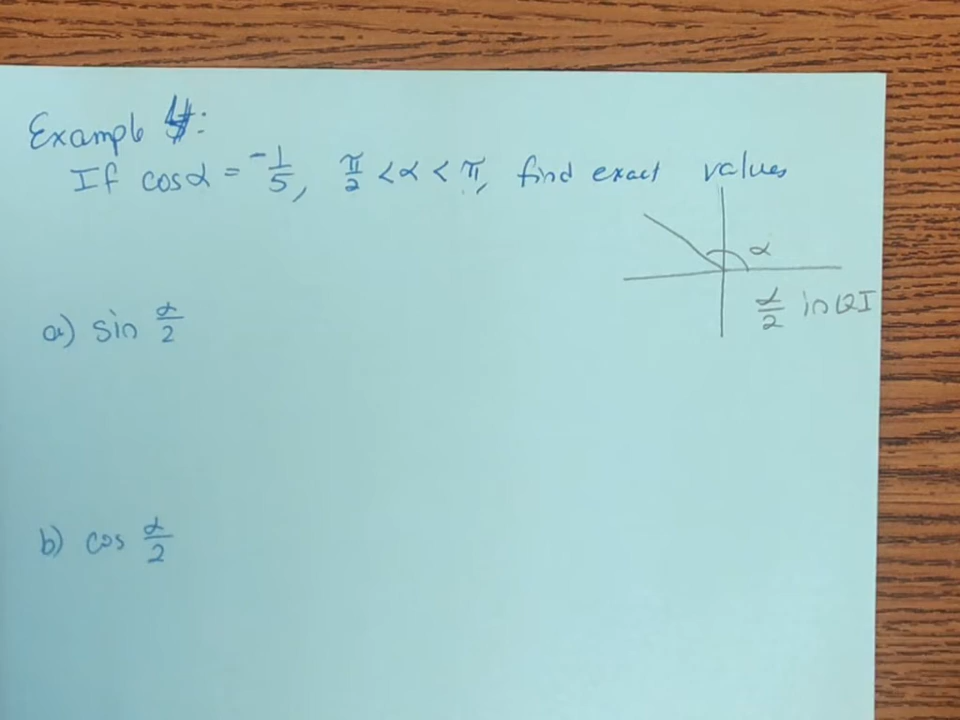 Example 4:
If cos α = -1/5, π/2 < α < π, find exact values
α
α/2 in QI
a) sin α/2
b) cos α/2